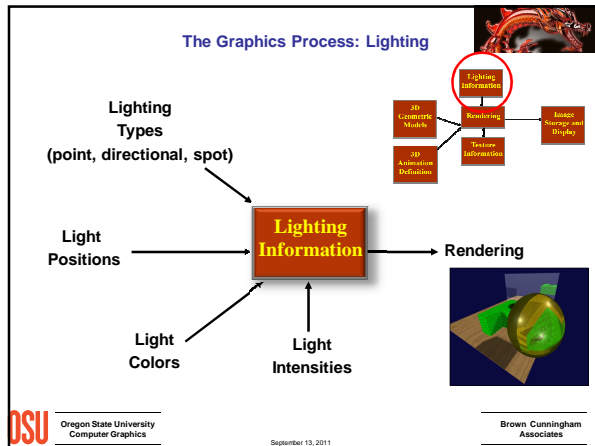 The Graphics Process: Lighting
Lighting
Information
3D
Geometric
Models
Rendering
Image
Storage and
Display
3D
Animation
Definition
Texture
Information
Lighting
Types
(point, directional, spot)
Light
Positions
Lighting
Information
Rendering
Light
Colors
Light
Intensities
OSU
Oregon State University
Computer Graphics
September 13, 2011
Brown Cunningham
Associates